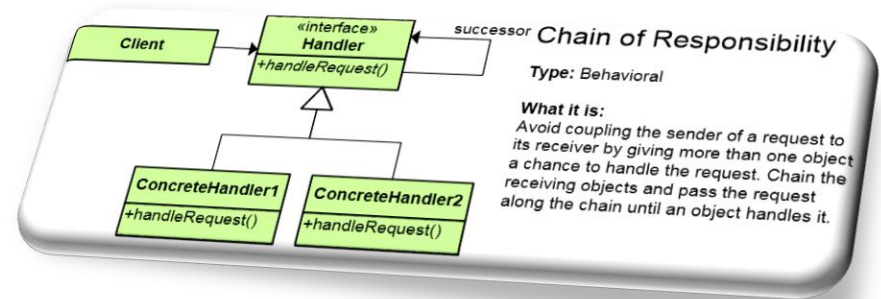 Client
«interface»
Handler
+handleRequest()
successor
ConcreteHandler1
+handleRequest()
ConcreteHandler2
+handleRequest()
Chain of Responsibility
Type: Behavioral
What it is:
Avoid coupling the sender of a request to
its receiver by giving more than one object
a chance to handle the request. Chain the
receiving objects and pass the request
along the chain until an object handles it.